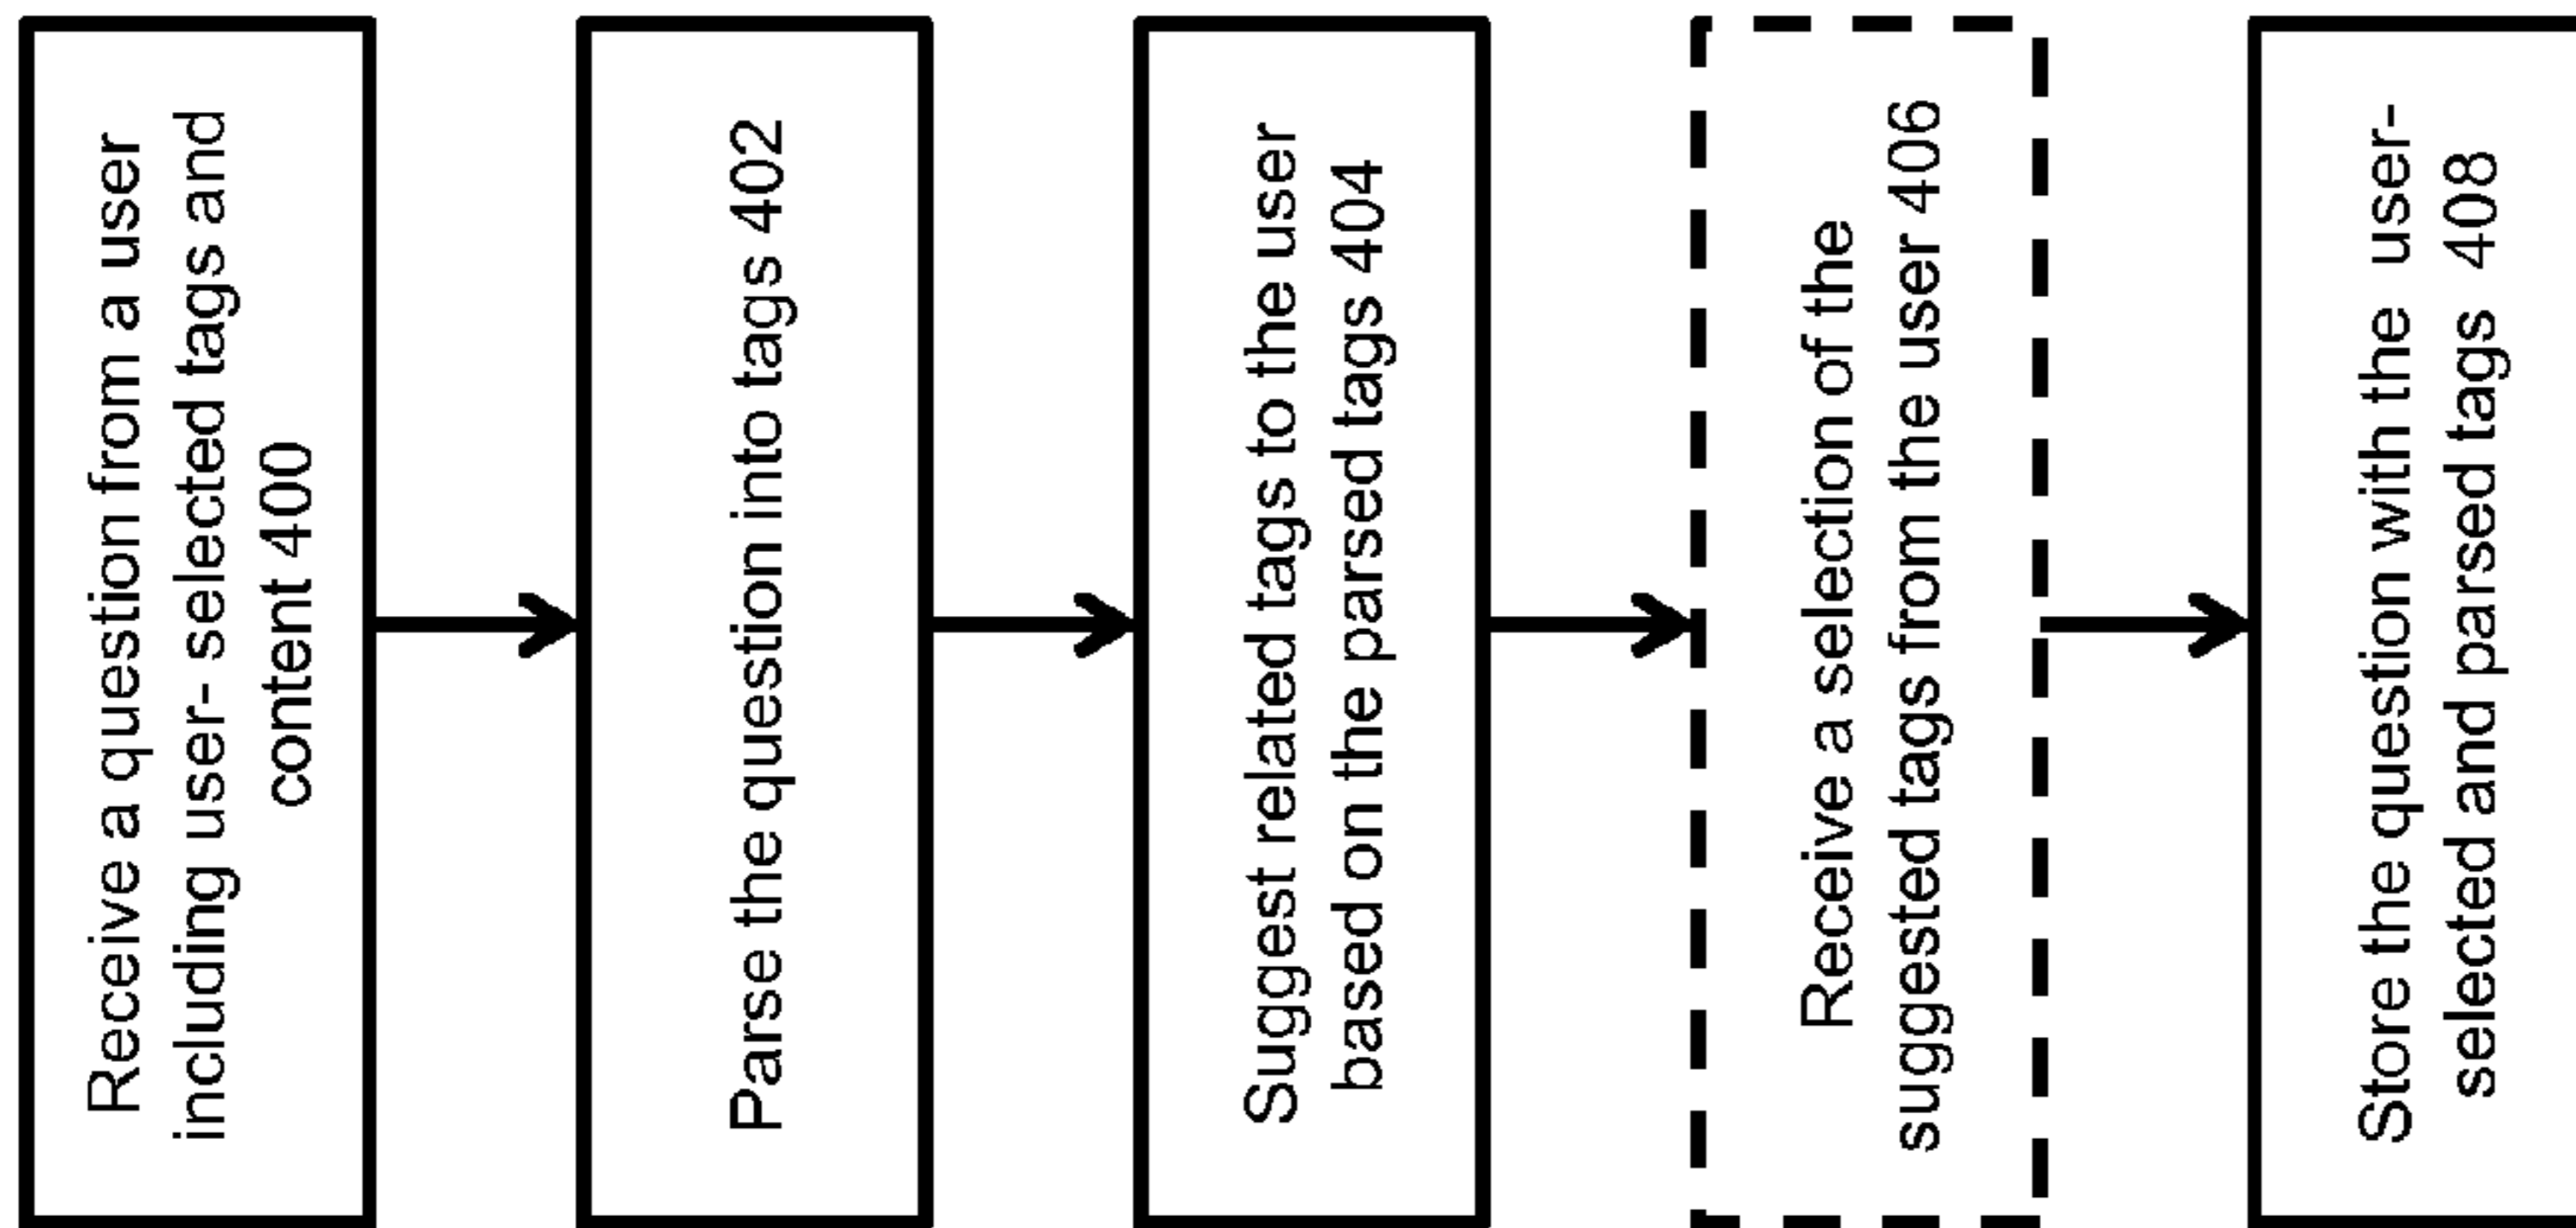 Receive a question from a user
including user- selected tags and
content 400
Parse the question into tags 402
Suggest related tags to the user
based on the parsed tags 404
Receive a selection of the
suggested tags from the user 406
Store the question with the user-
selected and parsed tags 408